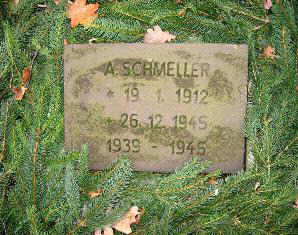 A. SCHMELLER
* 19. 1. 1912
+ 26. 12. 1945
1939 - 1945